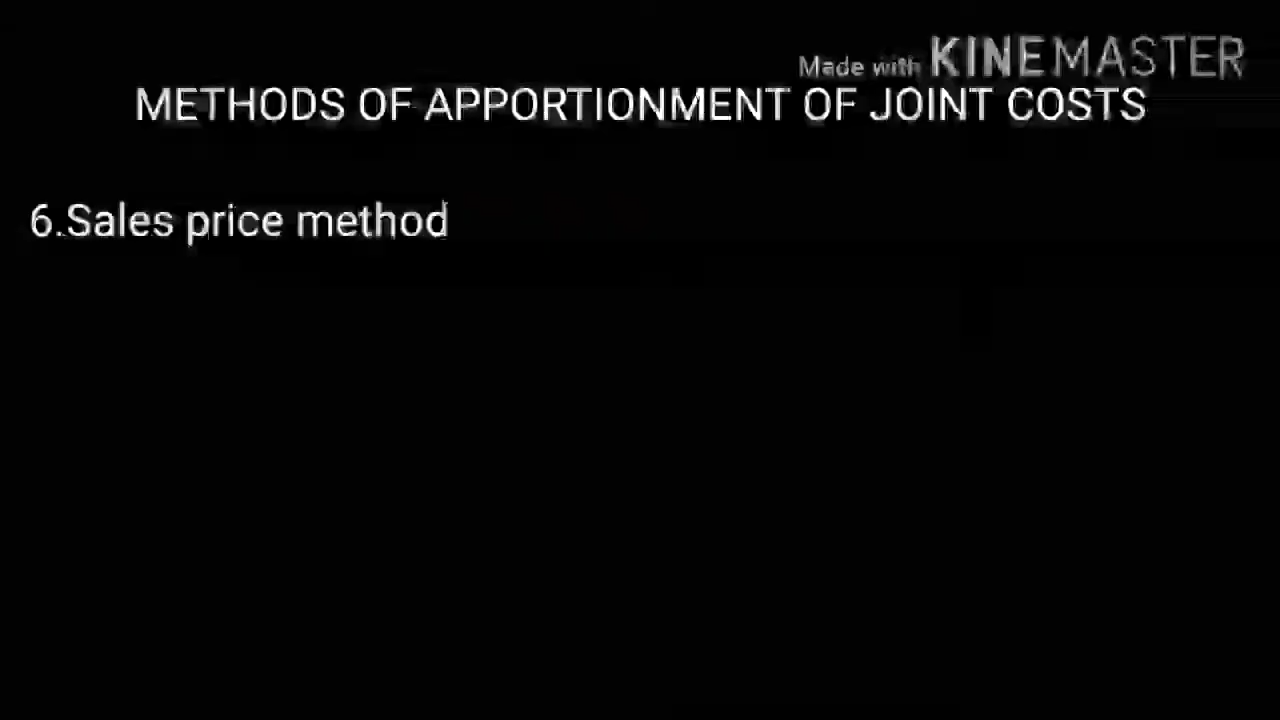 Made with KINEMASTER
METHODS OF APPORTIONMENT OF JOINT COSTS
6.Sales price method